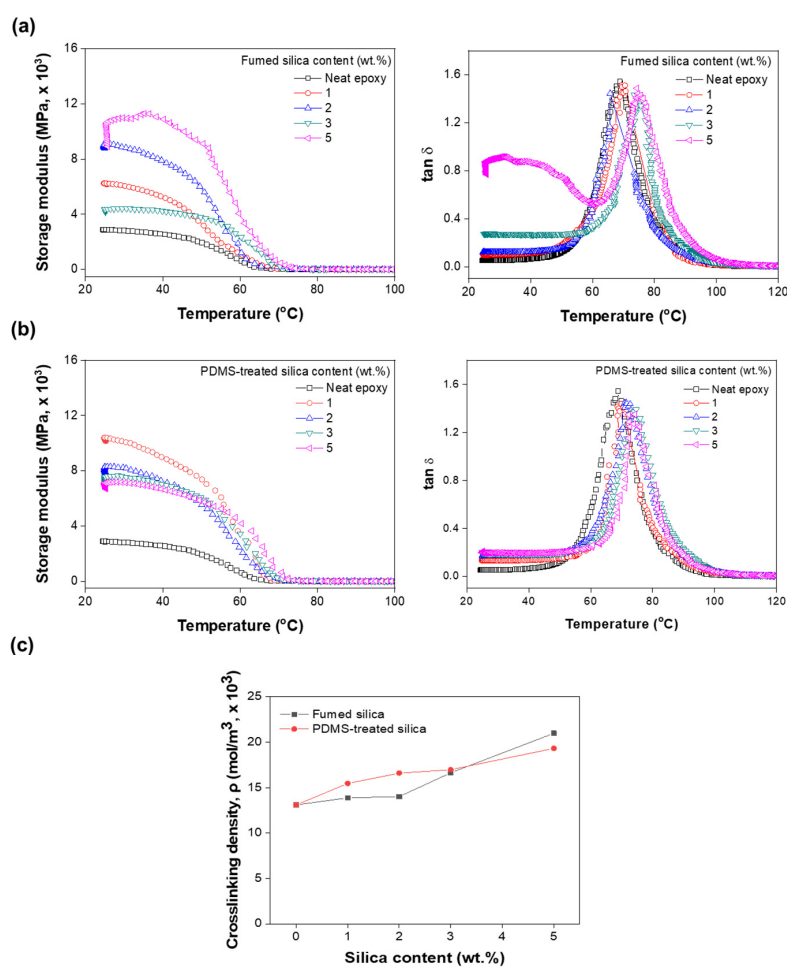 (a)
Storage modulus (MPa, x 10³)
16
12
8
4
0
Fumed silica content (wt.%)
Neat epoxy
1
2
3
5
20 40 60 80 100
Temperature (°C)
tan δ
1.6
1.2
0.8
0.4
0.0
Fumed silica content (wt.%)
Neat epoxy
1
2
3
5
20 40 60 80 100 120
Temperature (°C)
(b)
Storage modulus (MPa, x 10³)
16
12
8
4
0
PDMS-treated silica content (wt.%)
Neat epoxy
1
2
3
5
20 40 60 80 100
Temperature (°C)
tan δ
1.6
1.2
0.8
0.4
0.0
PDMS-treated silica content (wt.%)
Neat epoxy
1
2
3
5
20 40 60 80 100 120
Temperature (°C)
(c)
Crosslinking density, ρ (mol/m³, x 10³)
25
20
15
10
5
0
Fumed silica
PDMS-treated silica
0 1 2 3 4 5
Silica content (wt.%)